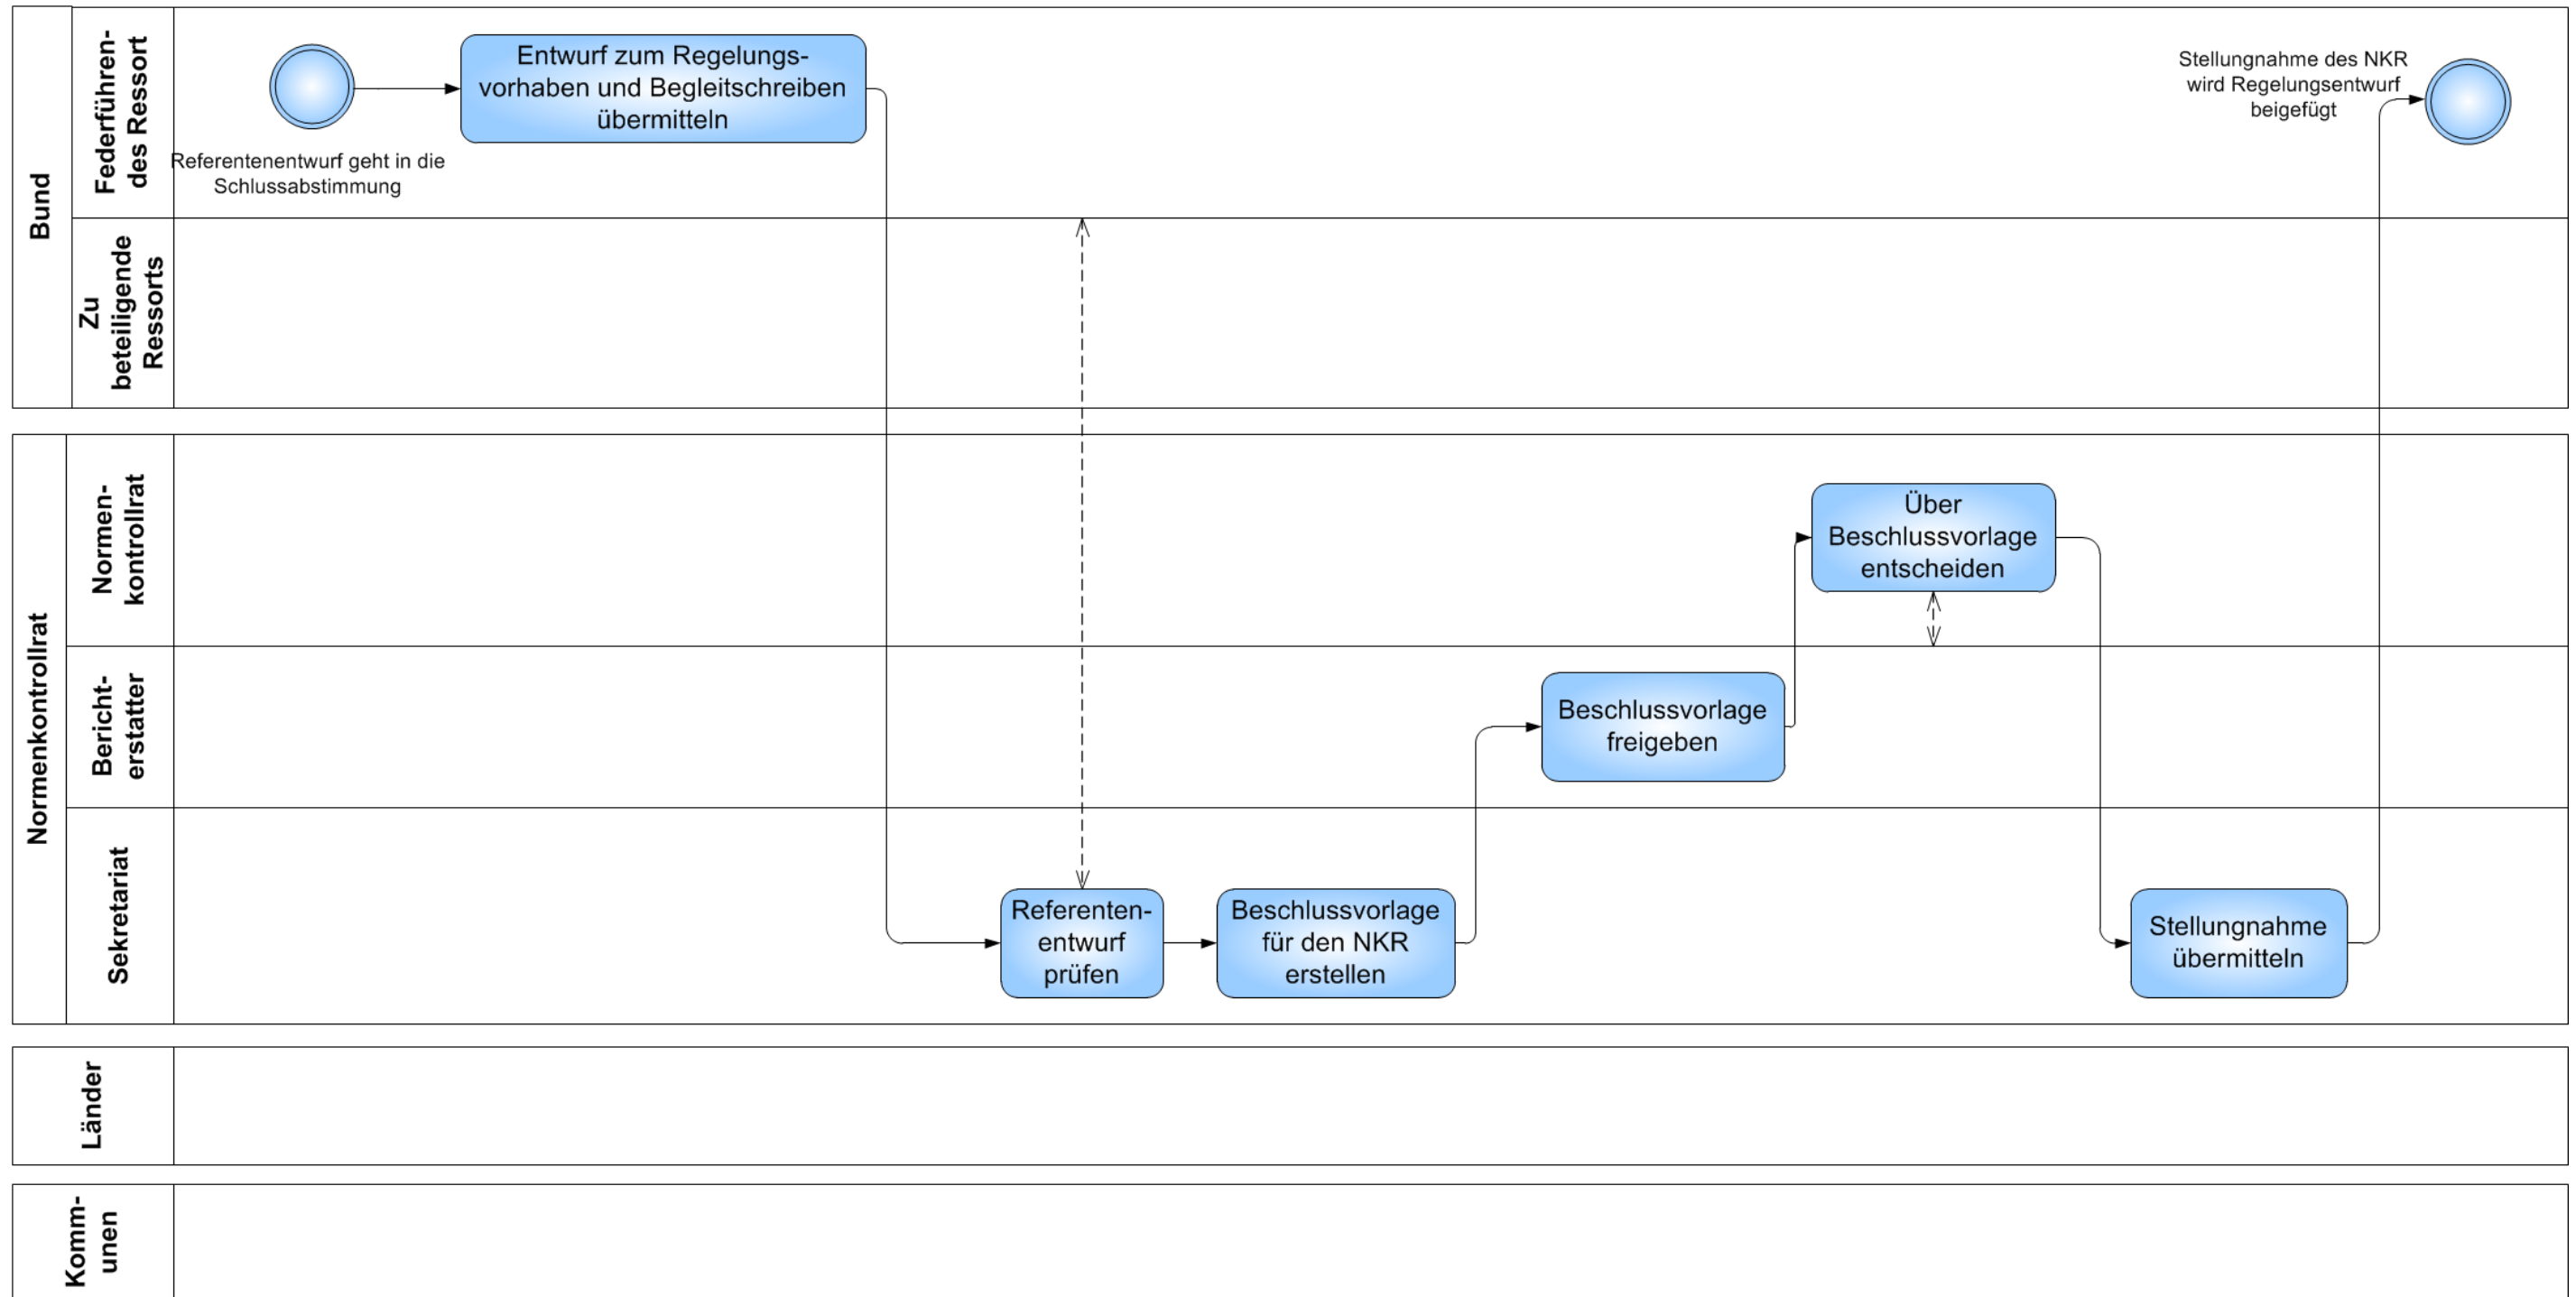 Bund
Federführen-
des Ressort
Entwurf zum Regelungs-
vorhaben und Begleitschreiben
übermitteln
Referentenentwurf geht in die
Schlussabstimmung
Stellungnahme des NKR
wird Regelungsentwurf
beigefügt
Zu
beteiligende
Ressorts
Normenkontrollrat
Normen-
kontrollrat
Über
Beschlussvorlage
entscheiden
Bericht-
erstatter
Beschlussvorlage
freigeben
Sekretariat
Referenten-
entwurf
prüfen
Beschlussvorlage
für den NKR
erstellen
Stellungnahme
übermitteln
Länder
Komm-
unen